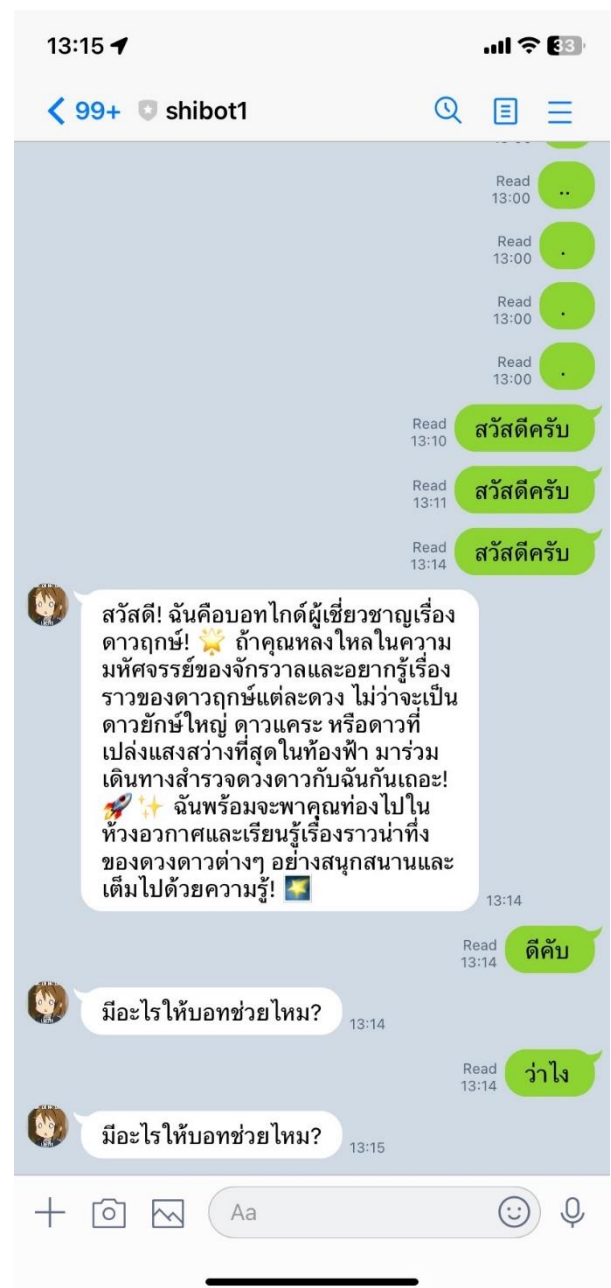 13:15
33
99+ shibot1
Read
13:00
..
Read
13:00
.
Read
13:00
.
Read
13:00
.
Read
13:10
สวัสดีครับ
Read
13:11
สวัสดีครับ
Read
13:14
สวัสดีครับ
สวัสดี! ฉันคือบอทไกด์ผู้เชี่ยวชาญเรื่อง
ดาวฤกษ์! 🌟 ถ้าคุณหลงใหลในความ
มหัศจรรย์ของจักรวาลและอยากรู้เรื่อง
ราวของดาวฤกษ์แต่ละดวง ไม่ว่าจะเป็น
ดาวยักษ์ใหญ่ ดาวแคระ หรือดาวที่
เปล่งแสงสว่างที่สุดในท้องฟ้า มาร่วม
เดินทางสำรวจดวงดาวกับฉันกันเถอะ!
🚀✨ ฉันพร้อมจะพาคุณท่องไปใน
ห้วงอวกาศและเรียนรู้เรื่องราวน่าทึ่ง
ของดวงดาวต่างๆ อย่างสนุกสนานและ
เต็มไปด้วยความรู้! 🌠
13:14
Read
13:14
ดีคับ
มีอะไรให้บอทช่วยไหม?
13:14
Read
13:14
ว่าไง
มีอะไรให้บอทช่วยไหม?
13:15
Aa